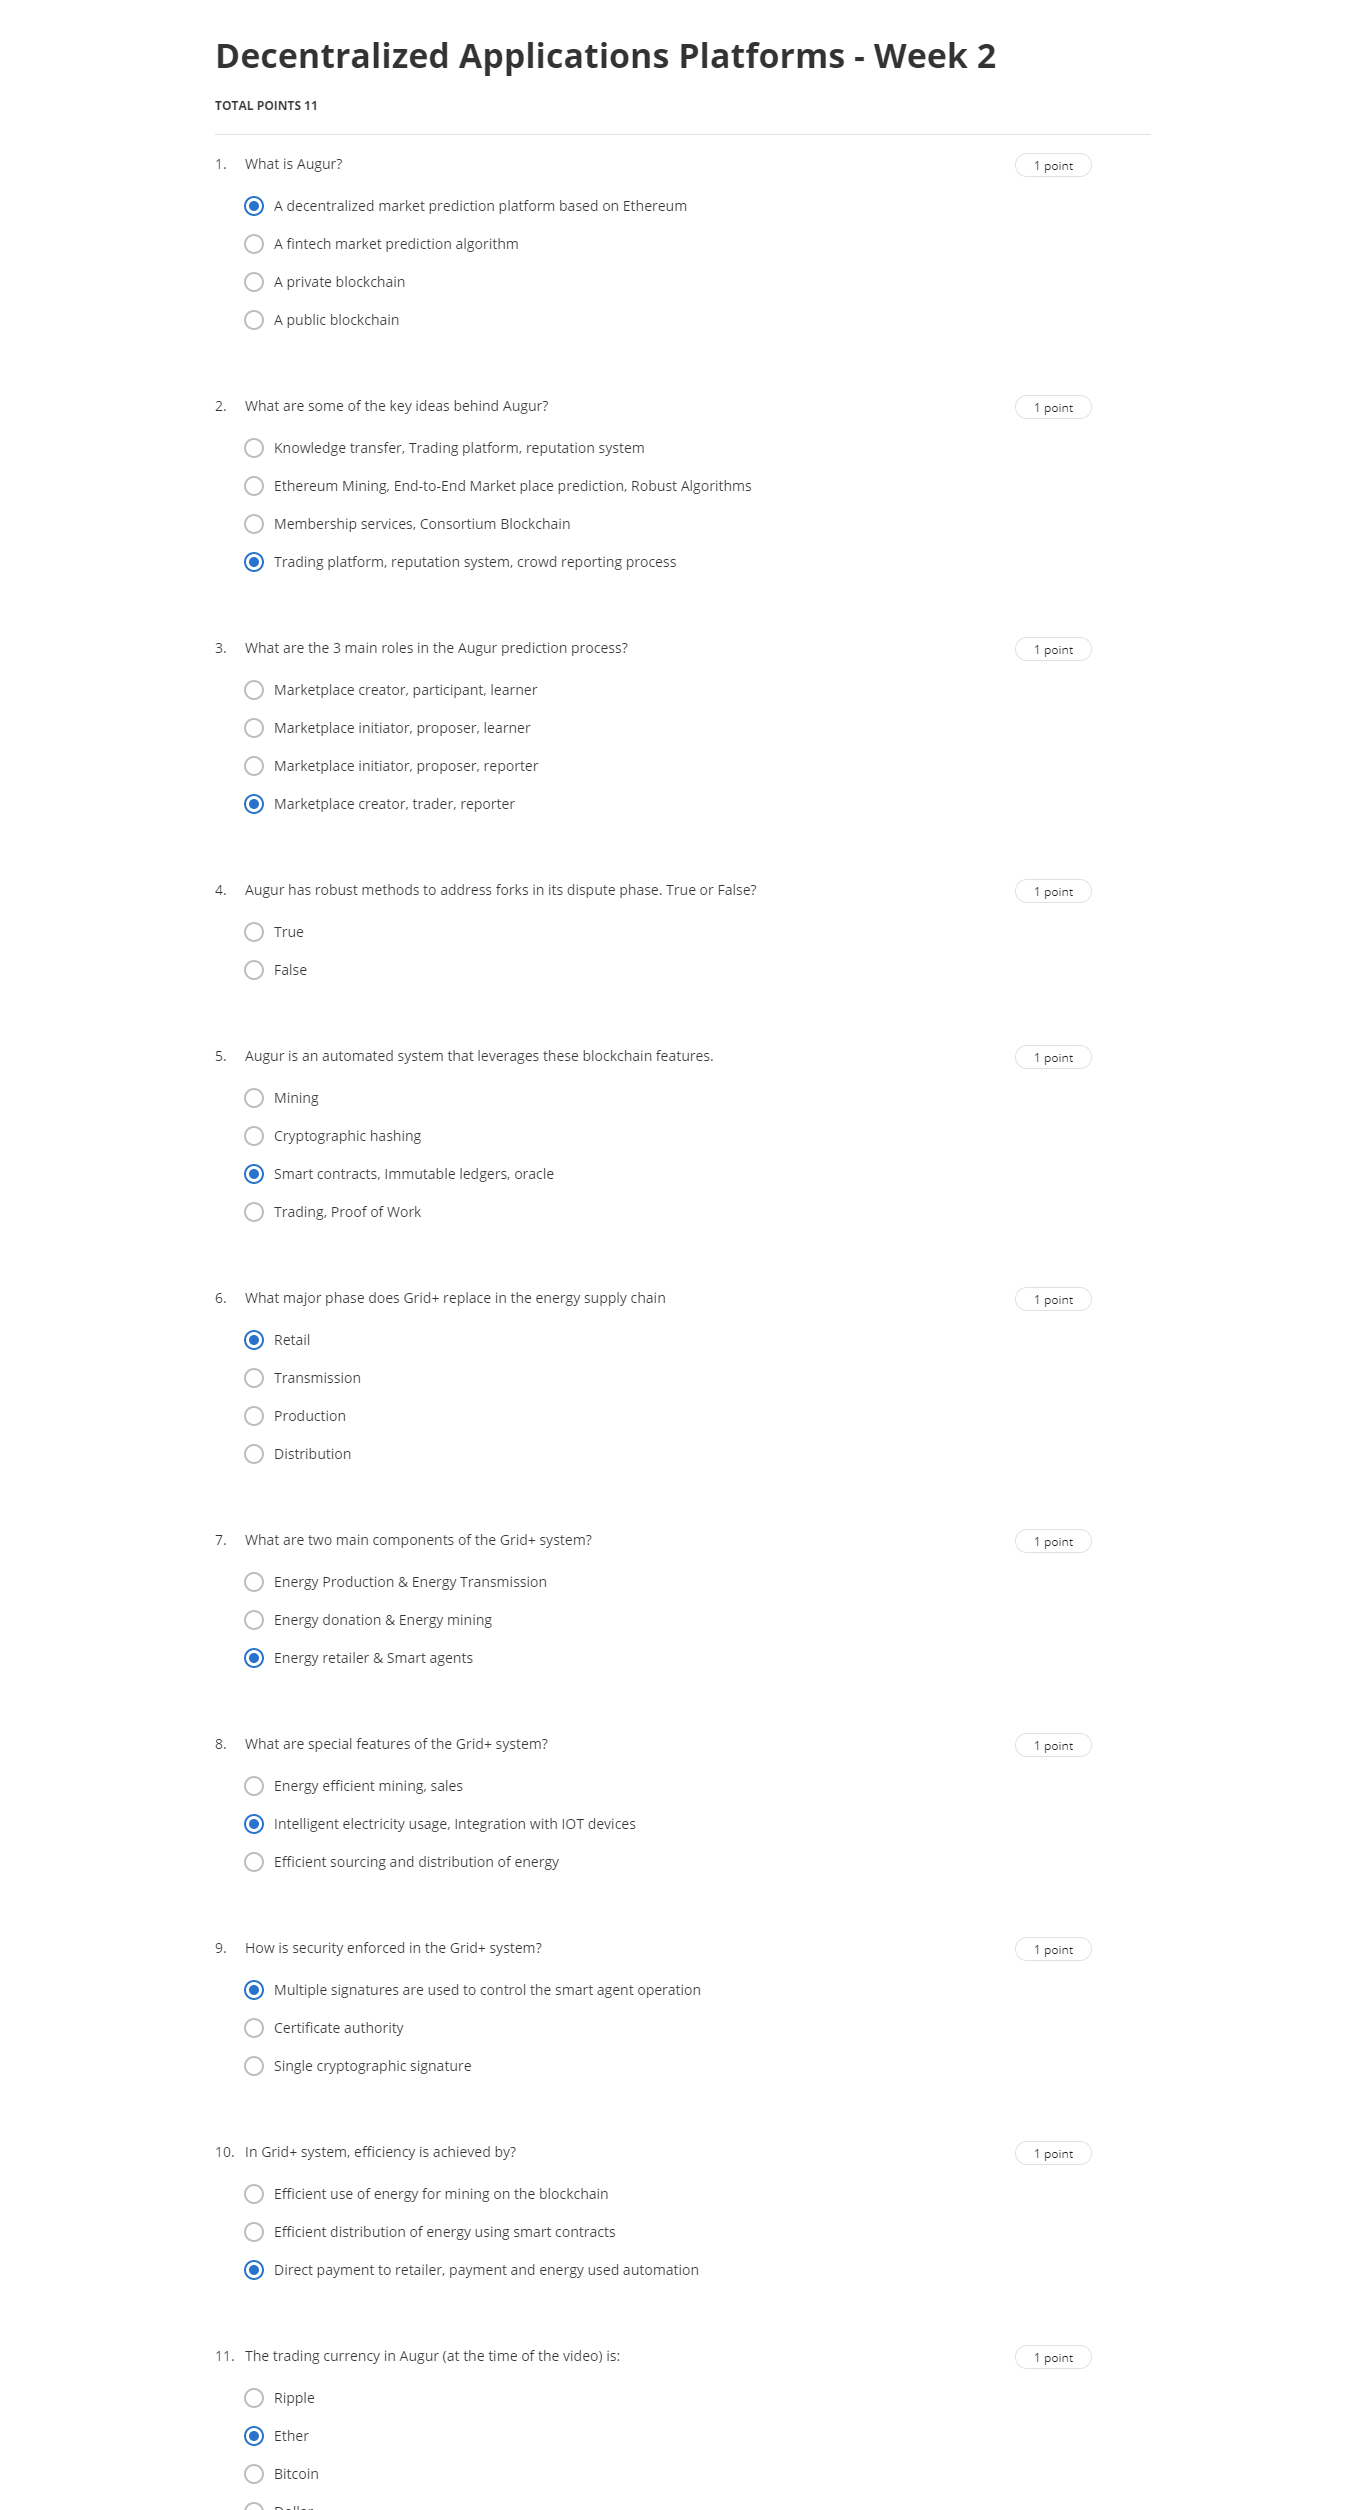 Decentralized Applications Platforms - Week 2
TOTAL POINTS 11
1. What is Augur?
1 point
A decentralized market prediction platform based on Ethereum
A fintech market prediction algorithm
A private blockchain
A public blockchain
2. What are some of the key ideas behind Augur?
1 point
Knowledge transfer, Trading platform, reputation system
Ethereum Mining, End-to-End Market place prediction, Robust Algorithms
Membership services, Consortium Blockchain
Trading platform, reputation system, crowd reporting process
3. What are the 3 main roles in the Augur prediction process?
1 point
Marketplace creator, participant, learner
Marketplace initiator, proposer, learner
Marketplace initiator, proposer, reporter
Marketplace creator, trader, reporter
4. Augur has robust methods to address forks in its dispute phase. True or False?
1 point
True
False
5. Augur is an automated system that leverages these blockchain features.
1 point
Mining
Cryptographic hashing
Smart contracts, Immutable ledgers, oracle
Trading, Proof of Work
6. What major phase does Grid+ replace in the energy supply chain
1 point
Retail
Transmission
Production
Distribution
7. What are two main components of the Grid+ system?
1 point
Energy Production & Energy Transmission
Energy donation & Energy mining
Energy retailer & Smart agents
8. What are special features of the Grid+ system?
1 point
Energy efficient mining, sales
Intelligent electricity usage, Integration with IOT devices
Efficient sourcing and distribution of energy
9. How is security enforced in the Grid+ system?
1 point
Multiple signatures are used to control the smart agent operation
Certificate authority
Single cryptographic signature
10. In Grid+ system, efficiency is achieved by?
1 point
Efficient use of energy for mining on the blockchain
Efficient distribution of energy using smart contracts
Direct payment to retailer, payment and energy used automation
11. The trading currency in Augur (at the time of the video) is:
1 point
Ripple
Ether
Bitcoin